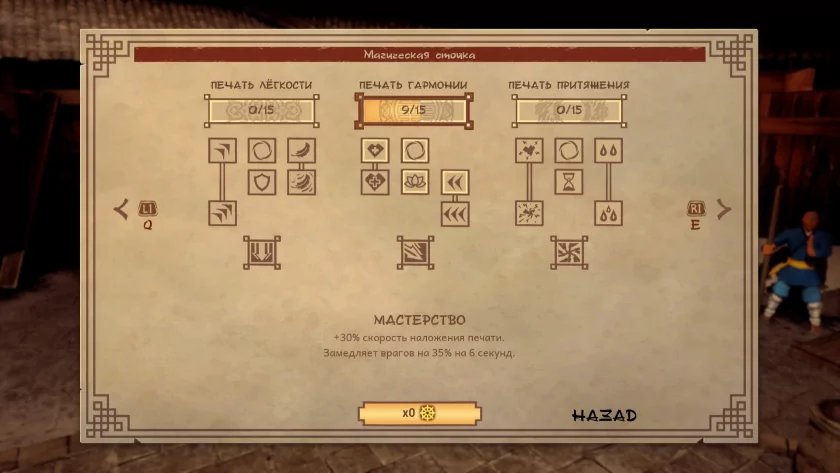 Магическая стойка
ПЕЧАТЬ ЛЁГКОСТИ
ПЕЧАТЬ ГАРМОНИИ
ПЕЧАТЬ ПРИТЯЖЕНИЯ
0/15
9/15
0/15
L1
Q
R1
E
МАСТЕРСТВО
+30% скорость наложения печати.
Замедляет врагов на 35% на 6 секунд.
x0
НАЗАД